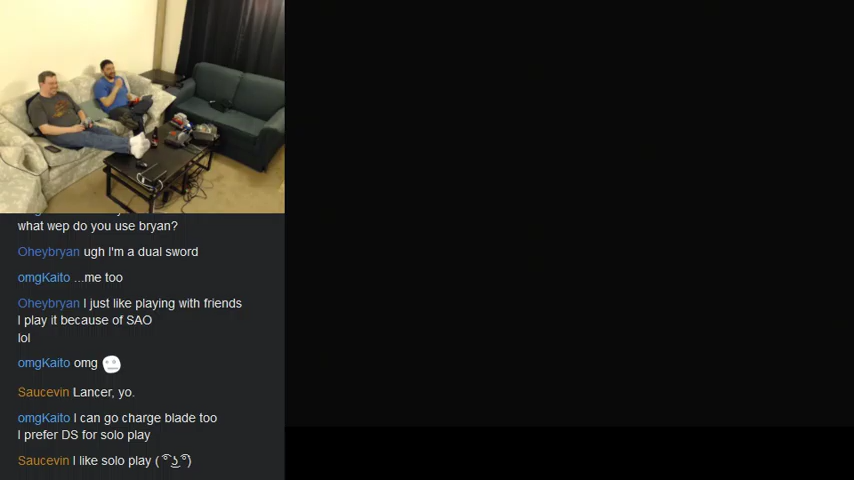 what wep do you use bryan?
Oheybryan ugh I'm a dual sword
omgKaito ...me too
Oheybryan I just like playing with friends
I play it because of SAO
lol
omgKaito omg
Saucevin Lancer, yo.
omgKaito I can go charge blade too
I prefer DS for solo play
Saucevin I like solo play ( ͡° ͜ʖ ͡°)